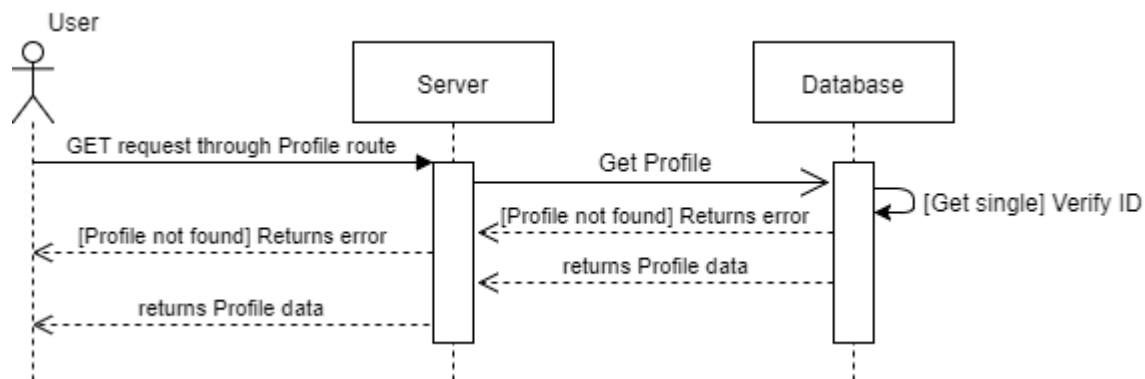 User
Server
Database
GET request through Profile route
Get Profile
[Get single] Verify ID
[Profile not found] Returns error
[Profile not found] Returns error
returns Profile data
returns Profile data